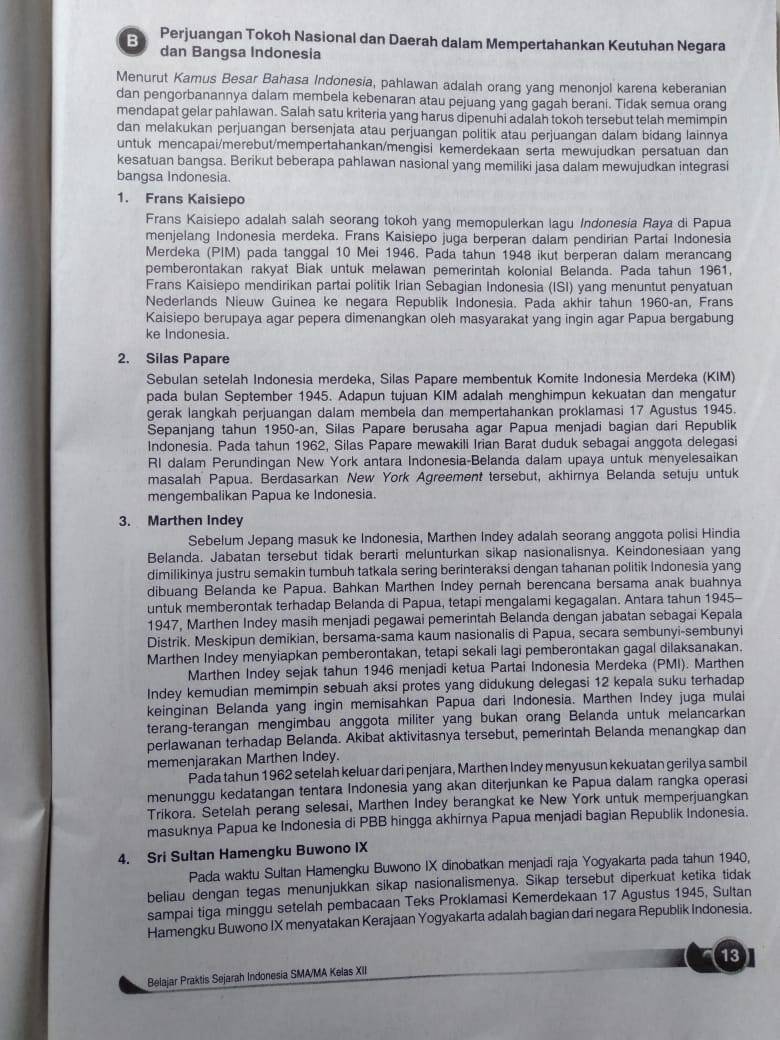 B Perjuangan Tokoh Nasional dan Daerah dalam Mempertahankan Keutuhan Negara
dan Bangsa Indonesia
Menurut Kamus Besar Bahasa Indonesia, pahlawan adalah orang yang menonjol karena keberanian
dan pengorbanannya dalam membela kebenaran atau pejuang yang gagah berani. Tidak semua orang
mendapat gelar pahlawan. Salah satu kriteria yang harus dipenuhi adalah tokoh tersebut telah memimpin
dan melakukan perjuangan bersenjata atau perjuangan politik atau perjuangan dalam bidang lainnya
untuk mencapai/merebut/mempertahankan/mengisi kemerdekaan serta mewujudkan persatuan dan
kesatuan bangsa. Berikut beberapa pahlawan nasional yang memiliki jasa dalam mewujudkan integrasi
bangsa Indonesia.
1. Frans Kaisiepo
Frans Kaisiepo adalah salah seorang tokoh yang memopulerkan lagu Indonesia Raya di Papua
menjelang Indonesia merdeka. Frans Kaisiepo juga berperan dalam pendirian Partai Indonesia
Merdeka (PIM) pada tanggal 10 Mei 1946. Pada tahun 1948 ikut berperan dalam merancang
pemberontakan rakyat Biak untuk melawan pemerintah kolonial Belanda. Pada tahun 1961,
Frans Kaisiepo mendirikan partai politik Irian Sebagian Indonesia (ISI) yang menuntut penyatuan
Nederlands Nieuw Guinea ke negara Republik Indonesia. Pada akhir tahun 1960-an, Frans
Kaisiepo berupaya agar pepera dimenangkan oleh masyarakat yang ingin agar Papua bergabung
ke Indonesia.
2. Silas Papare
Sebulan setelah Indonesia merdeka, Silas Papare membentuk Komite Indonesia Merdeka (KIM)
pada bulan September 1945. Adapun tujuan KIM adalah menghimpun kekuatan dan mengatur
gerak langkah perjuangan dalam membela dan mempertahankan proklamasi 17 Agustus 1945.
Sepanjang tahun 1950-an, Silas Papare berusaha agar Papua menjadi bagian dari Republik
Indonesia. Pada tahun 1962, Silas Papare mewakili Irian Barat duduk sebagai anggota delegasi
RI dalam Perundingan New York antara Indonesia-Belanda dalam upaya untuk menyelesaikan
masalah Papua. Berdasarkan New York Agreement tersebut, akhirnya Belanda setuju untuk
mengembalikan Papua ke Indonesia.
3. Marthen Indey
Sebelum Jepang masuk ke Indonesia, Marthen Indey adalah seorang anggota polisi Hindia
Belanda. Jabatan tersebut tidak berarti melunturkan sikap nasionalisnya. Keindonesiaan yang
dimilikinya justru semakin tumbuh tatkala sering berinteraksi dengan tahanan politik Indonesia yang
dibuang Belanda ke Papua. Bahkan Marthen Indey pernah berencana bersama anak buahnya
untuk memberontak terhadap Belanda di Papua, tetapi mengalami kegagalan. Antara tahun 1945–
1947, Marthen Indey masih menjadi pegawai pemerintah Belanda dengan jabatan sebagai Kepala
Distrik. Meskipun demikian, bersama-sama kaum nasionalis di Papua, secara sembunyi-sembunyi
Marthen Indey menyiapkan pemberontakan, tetapi sekali lagi pemberontakan gagal dilaksanakan.
Marthen Indey sejak tahun 1946 menjadi ketua Partai Indonesia Merdeka (PMI). Marthen
Indey kemudian memimpin sebuah aksi protes yang didukung delegasi 12 kepala suku terhadap
keinginan Belanda yang ingin memisahkan Papua dari Indonesia. Marthen Indey juga mulai
terang-terangan mengimbau anggota militer yang bukan orang Belanda untuk melancarkan
perlawanan terhadap Belanda. Akibat aktivitasnya tersebut, pemerintah Belanda menangkap dan
memenjarakan Marthen Indey.
Pada tahun 1962 setelah keluar dari penjara, Marthen Indey menyusun kekuatan gerilya sambil
menunggu kedatangan tentara Indonesia yang akan diterjunkan ke Papua dalam rangka operasi
Trikora. Setelah perang selesai, Marthen Indey berangkat ke New York untuk memperjuangkan
masuknya Papua ke Indonesia di PBB hingga akhirnya Papua menjadi bagian Republik Indonesia.
4. Sri Sultan Hamengku Buwono IX
Pada waktu Sultan Hamengku Buwono IX dinobatkan menjadi raja Yogyakarta pada tahun 1940,
beliau dengan tegas menunjukkan sikap nasionalismenya. Sikap tersebut diperkuat ketika tidak
sampai tiga minggu setelah pembacaan Teks Proklamasi Kemerdekaan 17 Agustus 1945, Sultan
Hamengku Buwono IX menyatakan Kerajaan Yogyakarta adalah bagian dari negara Republik Indonesia.
13
Belajar Praktis Sejarah Indonesia SMA/MA Kelas XII